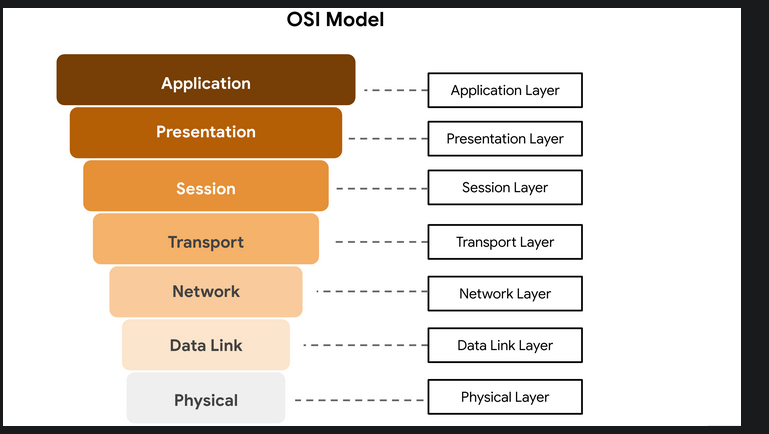 OSI Model
Application
Application Layer
Presentation
Presentation Layer
Session
Session Layer
Transport
Transport Layer
Network
Network Layer
Data Link
Data Link Layer
Physical
Physical Layer